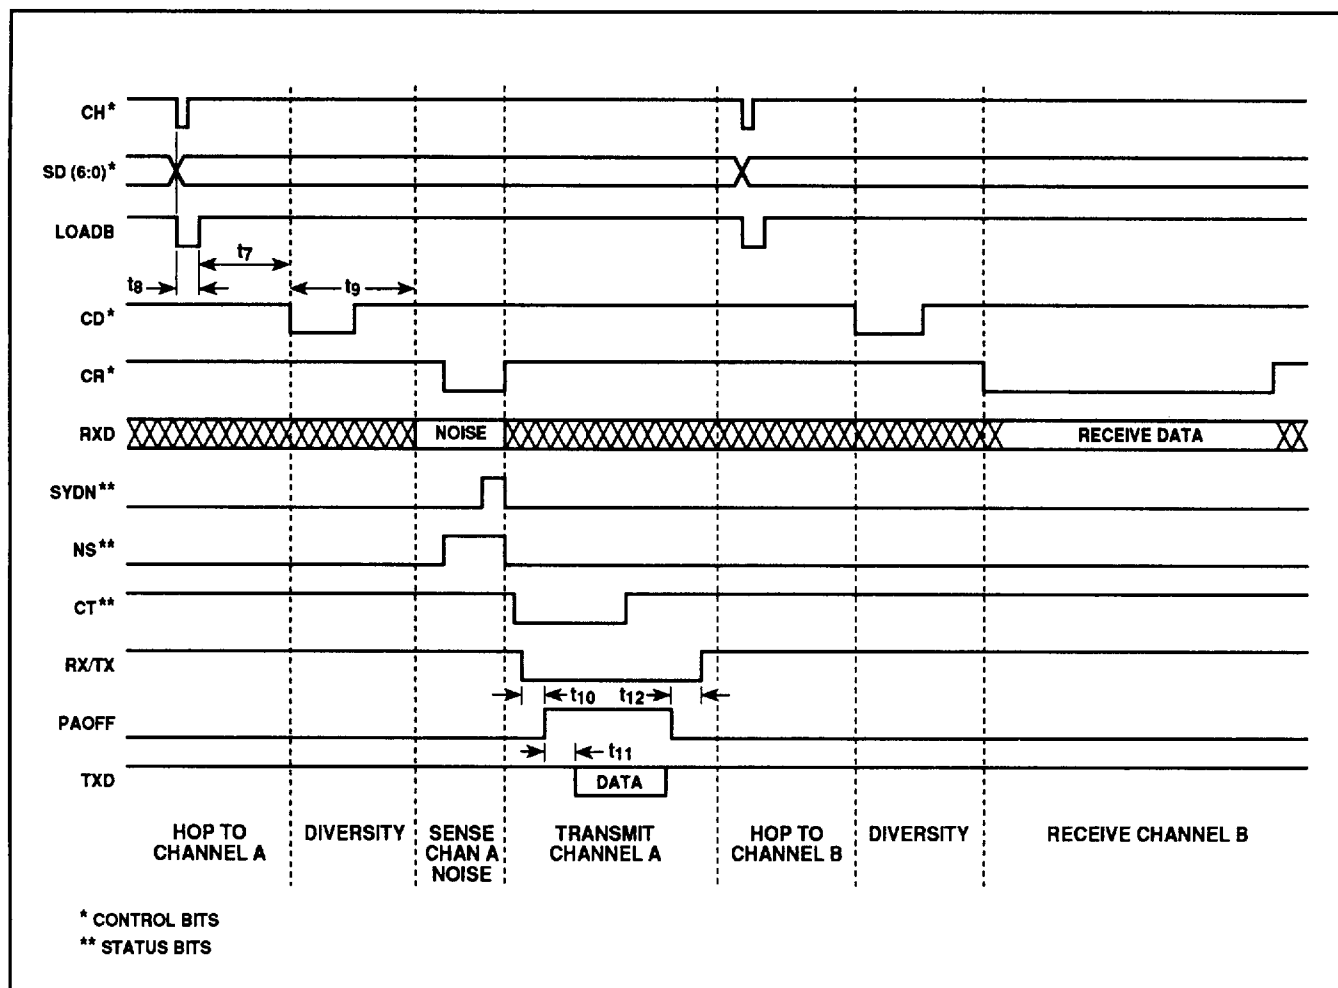 CH*
SD (6:0)*
LOADB
t7
t8
t9
CD*
CR*
RXD
NOISE
RECEIVE DATA
SYDN**
NS**
CT**
RX/TX
t10
t12
PAOFF
t11
TXD
DATA
HOP TO
CHANNEL A
DIVERSITY
SENSE
CHAN A
NOISE
TRANSMIT
CHANNEL A
HOP TO
CHANNEL B
DIVERSITY
RECEIVE CHANNEL B
* CONTROL BITS
** STATUS BITS